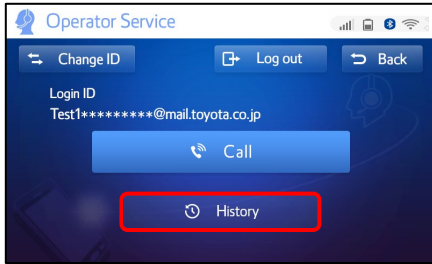 Operator Service
Change ID
Log out
Back
Login ID
Test1*********@mail.toyota.co.jp
Call
History